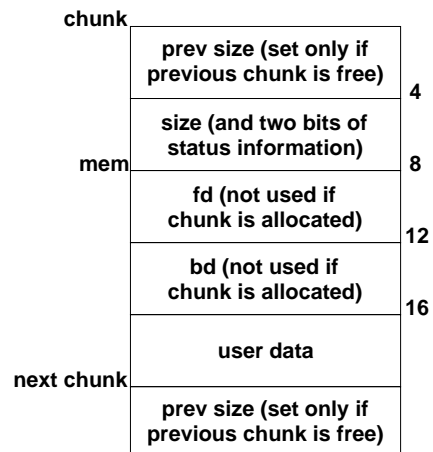 chunk
prev size (set only if
previous chunk is free)
4
size (and two bits of
status information)
mem
8
fd (not used if
chunk is allocated)
12
bd (not used if
chunk is allocated)
16
user data
next chunk
prev size (set only if
previous chunk is free)